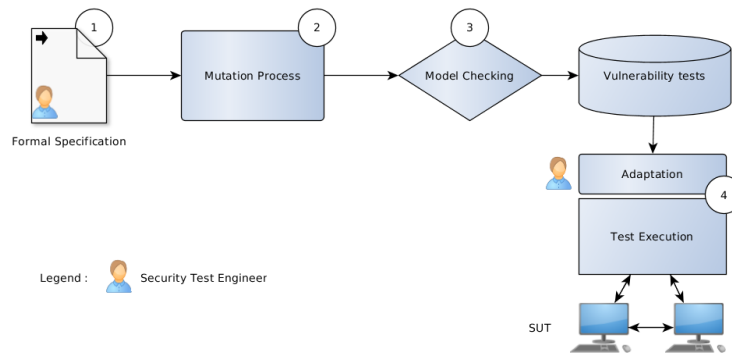 1
2
3
Mutation Process
Model Checking
Vulnerability tests
Formal Specification
Adaptation
4
Test Execution
Legend :
Security Test Engineer
SUT